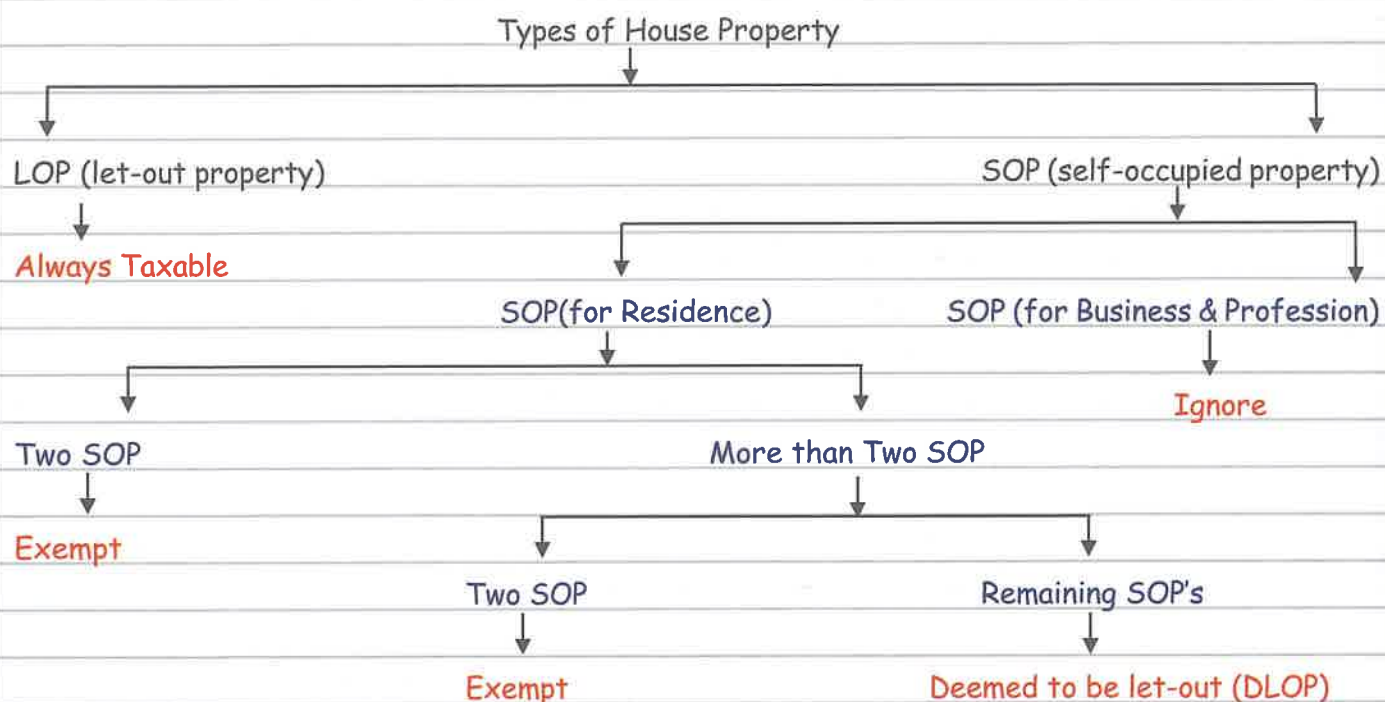 Types of House Property
LOP (let-out property)
SOP (self-occupied property)
Always Taxable
SOP(for Residence)
SOP (for Business & Profession)
Ignore
Two SOP
More than Two SOP
Exempt
Two SOP
Remaining SOP's
Exempt
Deemed to be let-out (DLOP)